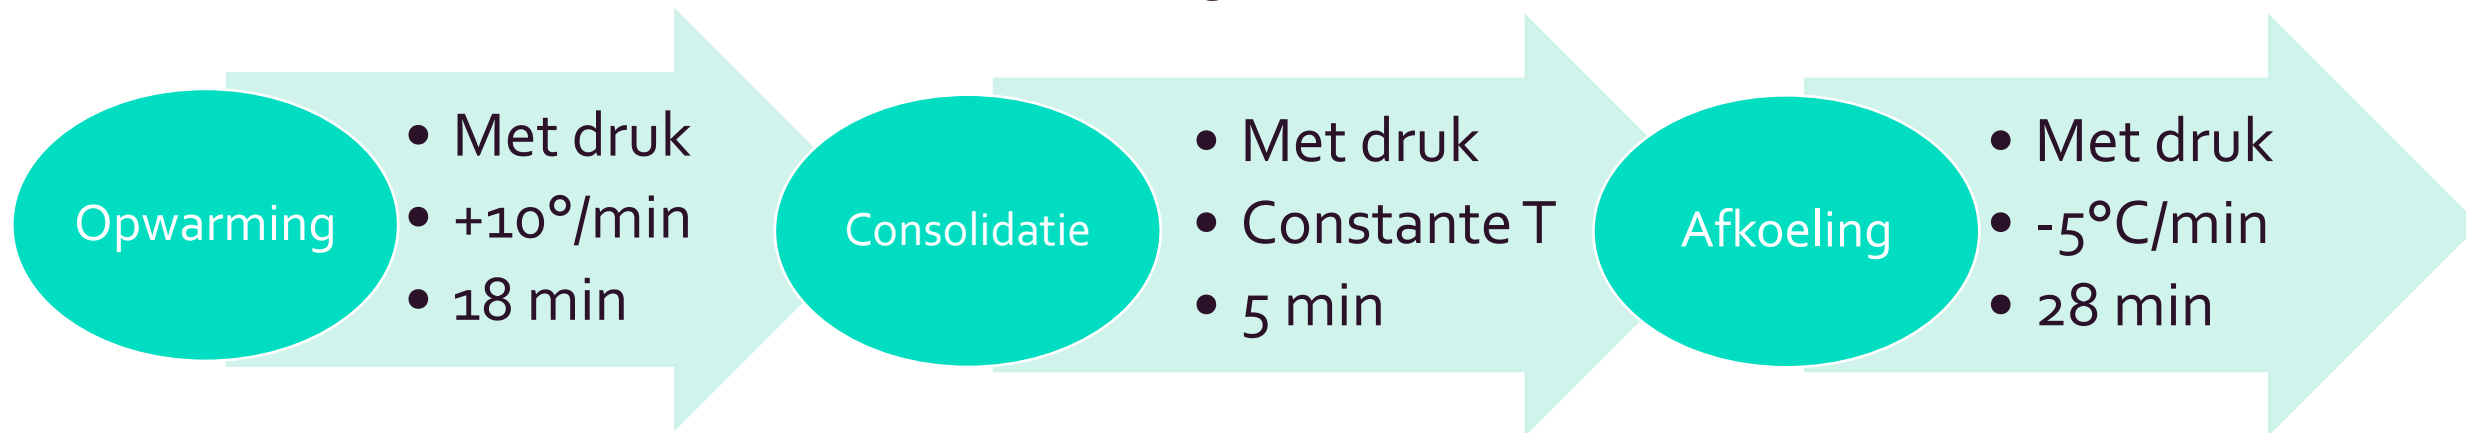 Opwarming
• Met druk
• +10°/min
• 18 min
Consolidatie
• Met druk
• Constante T
• 5 min
Afkoeling
• Met druk
• -5°C/min
• 28 min